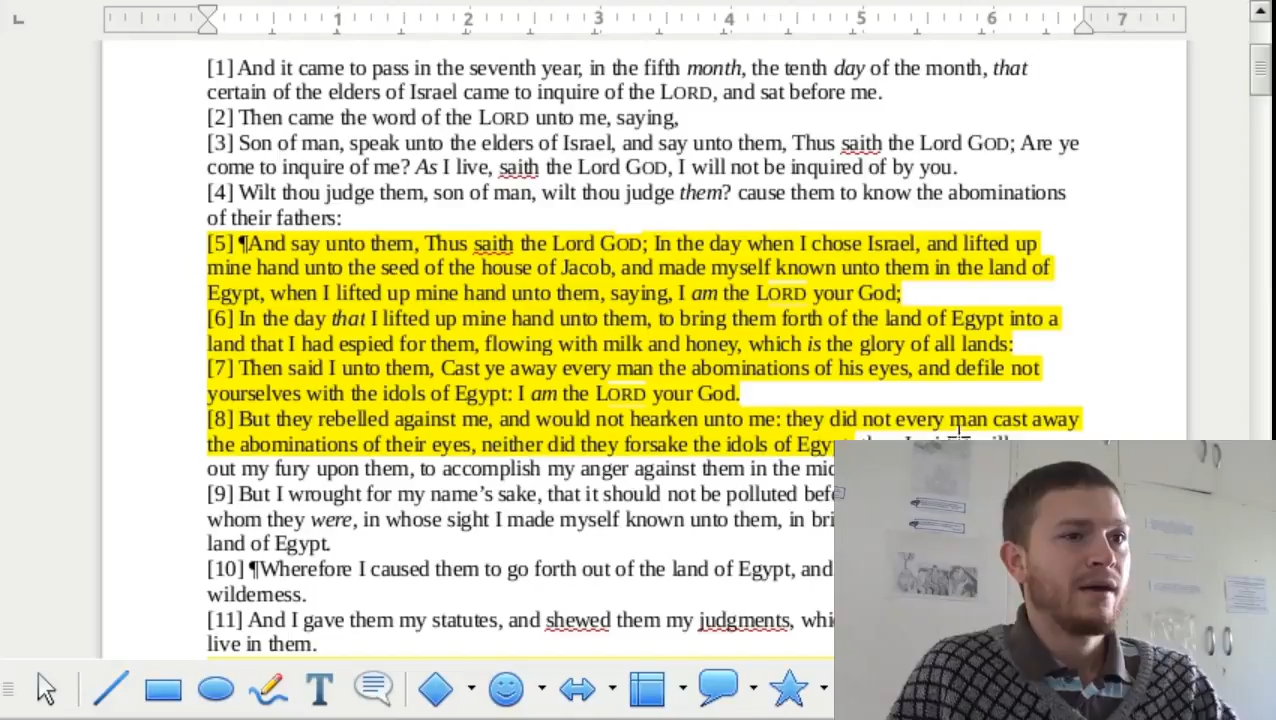 1 2 3 4 5 6 7
[1] And it came to pass in the seventh year, in the fifth month, the tenth day of the month, that
certain of the elders of Israel came to inquire of the LORD, and sat before me.
[2] Then came the word of the LORD unto me, saying,
[3] Son of man, speak unto the elders of Israel, and say unto them, Thus saith the Lord GOD; Are ye
come to inquire of me? As I live, saith the Lord GOD, I will not be inquired of by you.
[4] Wilt thou judge them, son of man, wilt thou judge them? cause them to know the abominations
of their fathers:
[5] ¶And say unto them, Thus saith the Lord GOD; In the day when I chose Israel, and lifted up
mine hand unto the seed of the house of Jacob, and made myself known unto them in the land of
Egypt, when I lifted up mine hand unto them, saying, I am the LORD your God;
[6] In the day that I lifted up mine hand unto them, to bring them forth of the land of Egypt into a
land that I had espied for them, flowing with milk and honey, which is the glory of all lands:
[7] Then said I unto them, Cast ye away every man the abominations of his eyes, and defile not
yourselves with the idols of Egypt: I am the LORD your God.
[8] But they rebelled against me, and would not hearken unto me: they did not every man cast away
the abominations of their eyes, neither did they forsake the idols of Egypt
out my fury upon them, to accomplish my anger against them in the
[9] But I wrought for my name’s sake, that it should not be polluted
whom they were, in whose sight I made myself known unto them, in
land of Egypt.
[10] ¶Wherefore I caused them to go forth out of the land of Egypt, and
wilderness.
[11] And I gave them my statutes, and shewed them my judgments,
live in them.
T